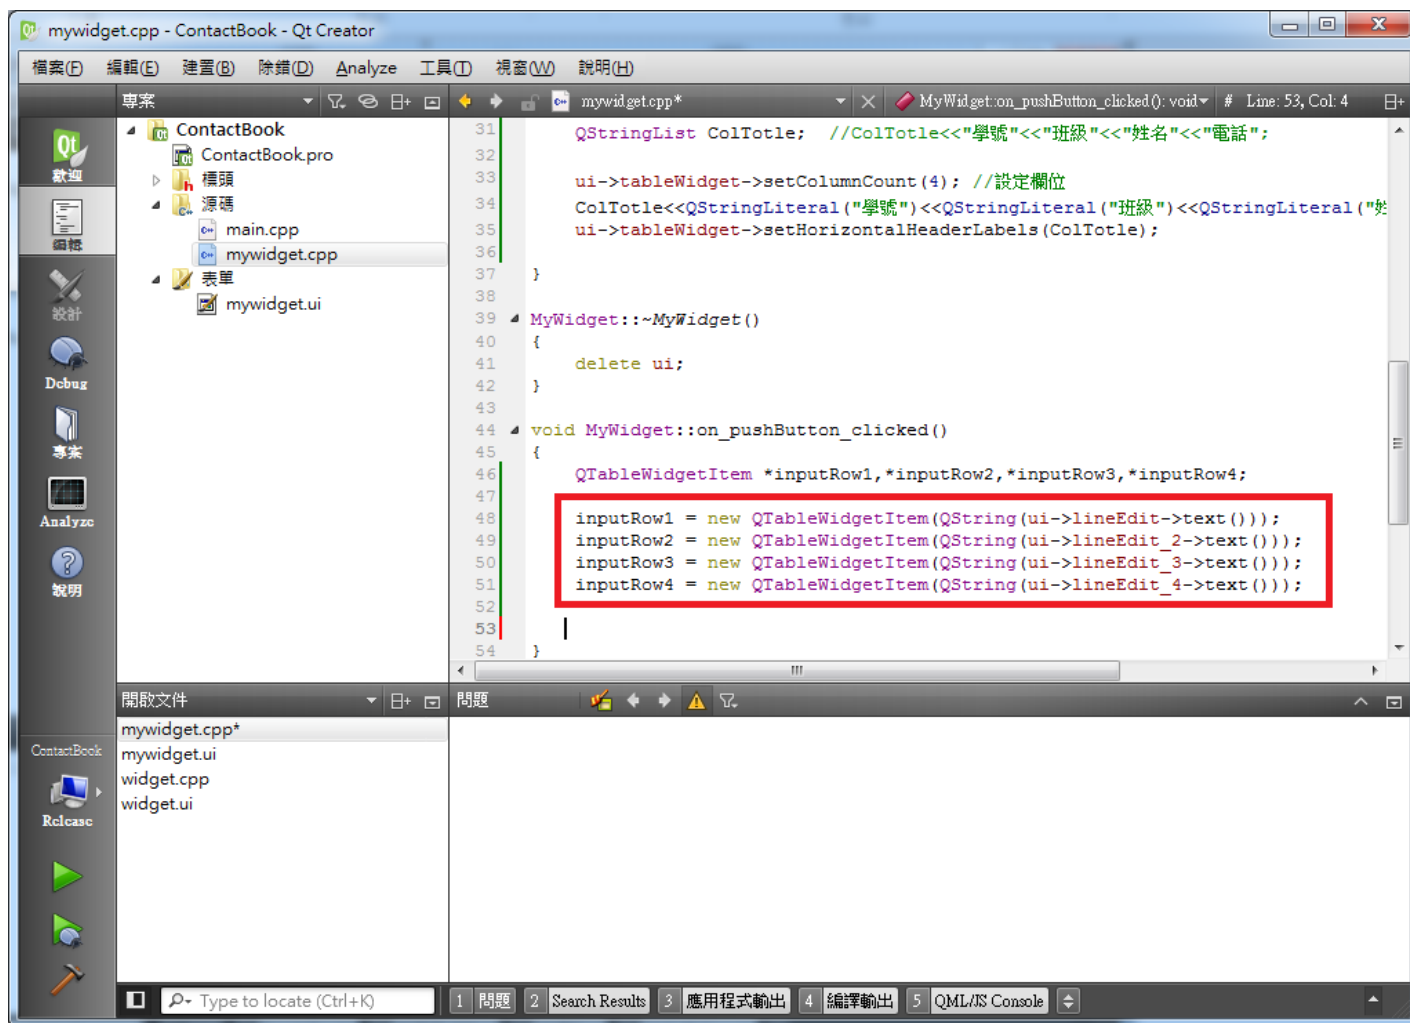 mywidget.cpp - ContactBook - Qt Creator
檔案(F) 編輯(E) 建置(B) 除錯(D) Analyze 工具(T) 視窗(W) 說明(H)
專案
mywidget.cpp*
MyWidget::on_pushButton_clicked(): void
# Line: 53, Col: 4
歡迎
編輯
設計
Debug
專案
Analyze
說明
ContactBook
ContactBook.pro
標頭
源碼
main.cpp
mywidget.cpp
表單
mywidget.ui
31 QStringList ColTotle; //ColTotle<<"學號"<<"班級"<<"姓名"<<"電話";
32
33 ui->tableWidget->setColumnCount(4); //設定欄位
34 ColTotle<<QStringLiteral("學號")<<QStringLiteral("班級")<<QStringLiteral("姓
35 ui->tableWidget->setHorizontalHeaderLabels(ColTotle);
36
37 }
38
39 MyWidget::~MyWidget()
40 {
41 delete ui;
42 }
43
44 void MyWidget::on_pushButton_clicked()
45 {
46 QTableWidgetItem *inputRow1,*inputRow2,*inputRow3,*inputRow4;
47
48 inputRow1 = new QTableWidgetItem(QString(ui->lineEdit->text()));
49 inputRow2 = new QTableWidgetItem(QString(ui->lineEdit_2->text()));
50 inputRow3 = new QTableWidgetItem(QString(ui->lineEdit_3->text()));
51 inputRow4 = new QTableWidgetItem(QString(ui->lineEdit_4->text()));
52
53
54 }
開啟文件
mywidget.cpp*
mywidget.ui
widget.cpp
widget.ui
問題
ContactBook
Release
Type to locate (Ctrl+K)
1 問題 2 Search Results 3 應用程式輸出 4 編譯輸出 5 QML/JS Console